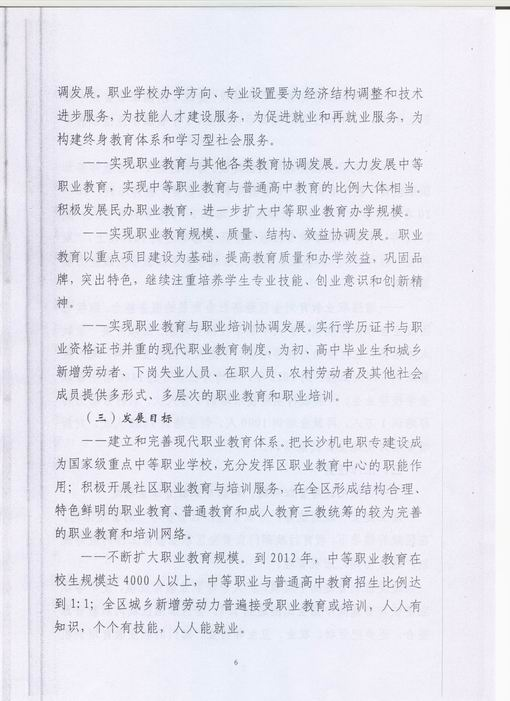 调发展。职业学校办学方向、专业设置要为经济结构调整和技术
进步服务，为技能人才建设服务，为促进就业和再就业服务，为
构建终身教育体系和学习型社会服务。
——实现职业教育与其他各类教育协调发展。大力发展中等
职业教育，实现中等职业教育与普通高中教育的比例大体相当。
积极发展民办职业教育，进一步扩大中等职业教育办学规模。
——实现职业教育规模、质量、结构、效益协调发展。职业
教育以重点项目建设为基础，提高教育质量和办学效益，巩固品
牌，突出特色，继续注重培养学生专业技能、创业意识和创新精
神。
——实现职业教育与职业培训协调发展。实行学历证书与职
业资格证书并重的现代职业教育制度，为初、高中毕业生和城乡
新增劳动者、下岗失业人员、在职人员、农村劳动者及其他社会
成员提供多形式、多层次的职业教育和职业培训。
（三）发展目标
——建立和完善现代职业教育体系。把长沙机电职专建设成
为国家级重点中等职业学校，充分发挥区职业教育中心的职能作
用；积极开展社区职业教育与培训服务，在全区形成结构合理、
特色鲜明的职业教育、普通教育和成人教育三教统筹的较为完善
的职业教育和培训网络。
——不断扩大职业教育规模。到2012年，中等职业教育在
校生规模达4000人以上，中等职业与普通高中教育招生比例达
到1:1；全区城乡新增劳动力普遍接受职业教育或培训，人人有
知识，个个有技能，人人能就业。
6